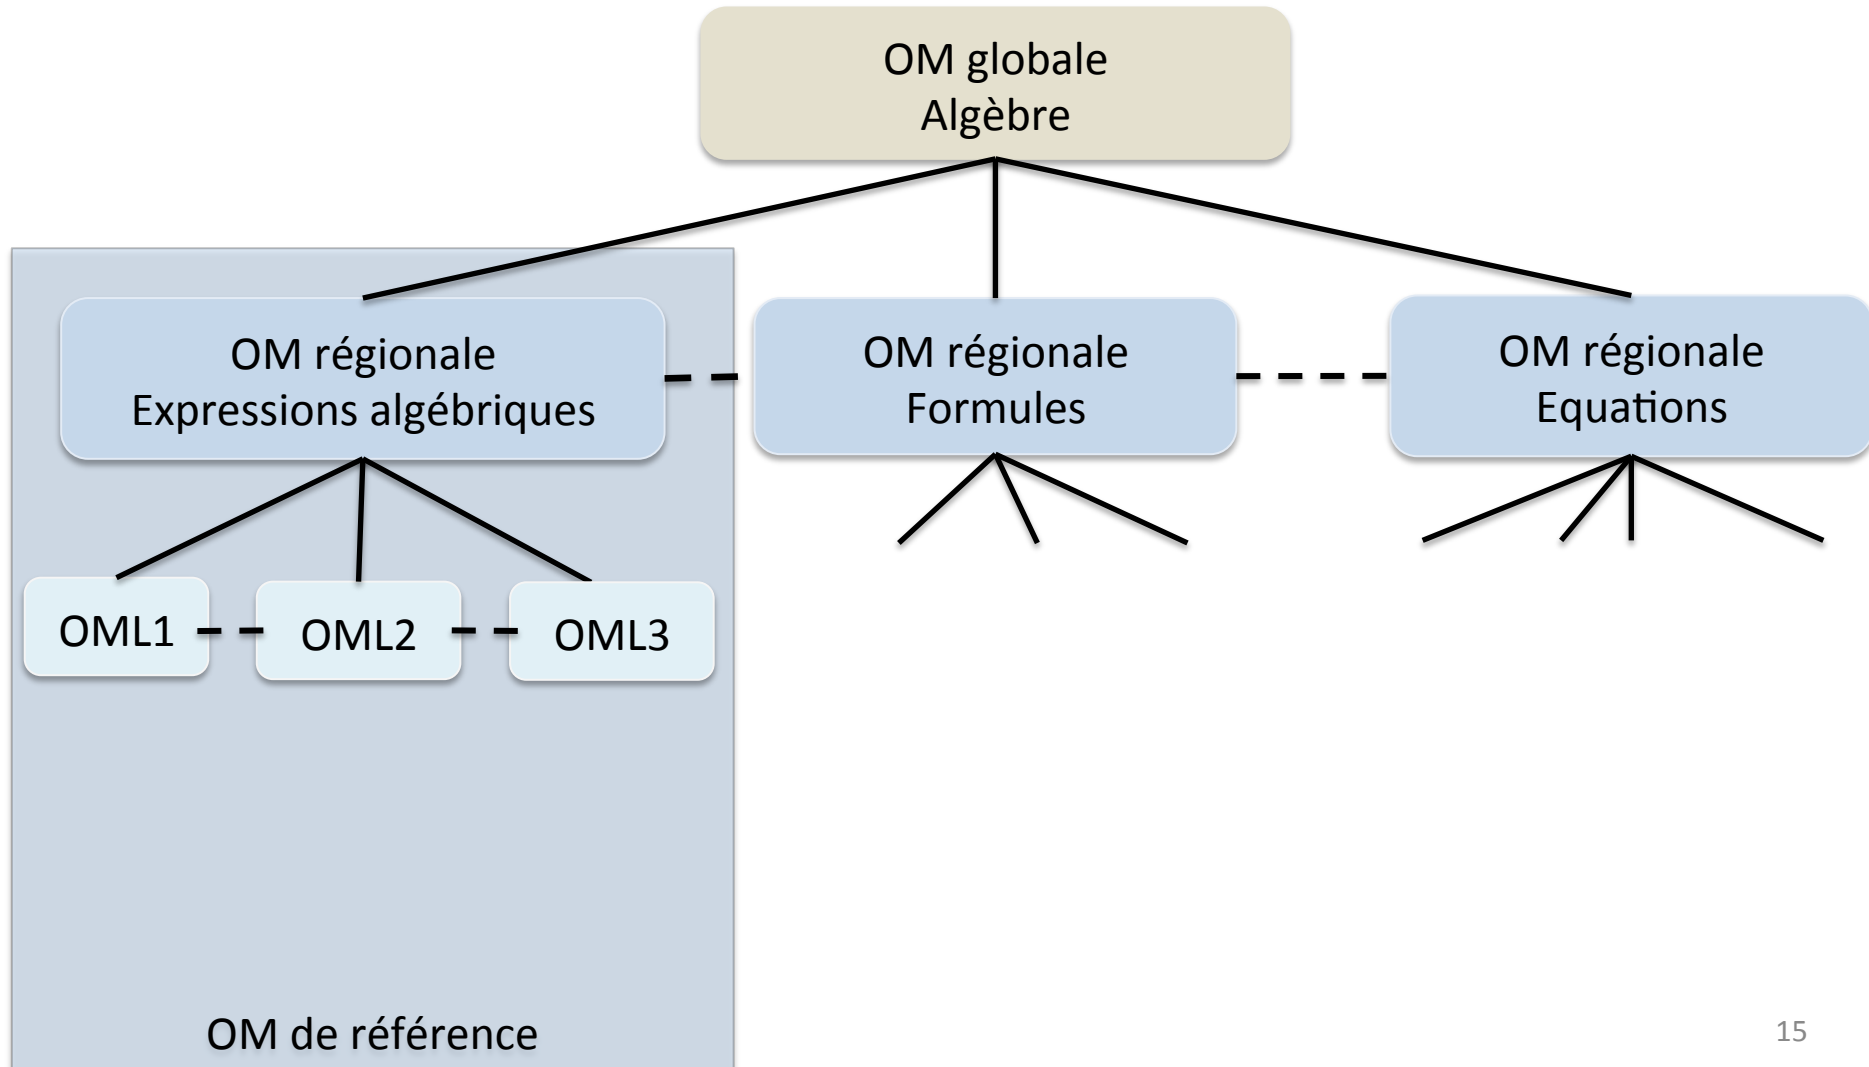 OM globale
Algèbre
OM régionale
Expressions algébriques
OM régionale
Formules
OM régionale
Equations
OML1
OML2
OML3
OM de référence
15